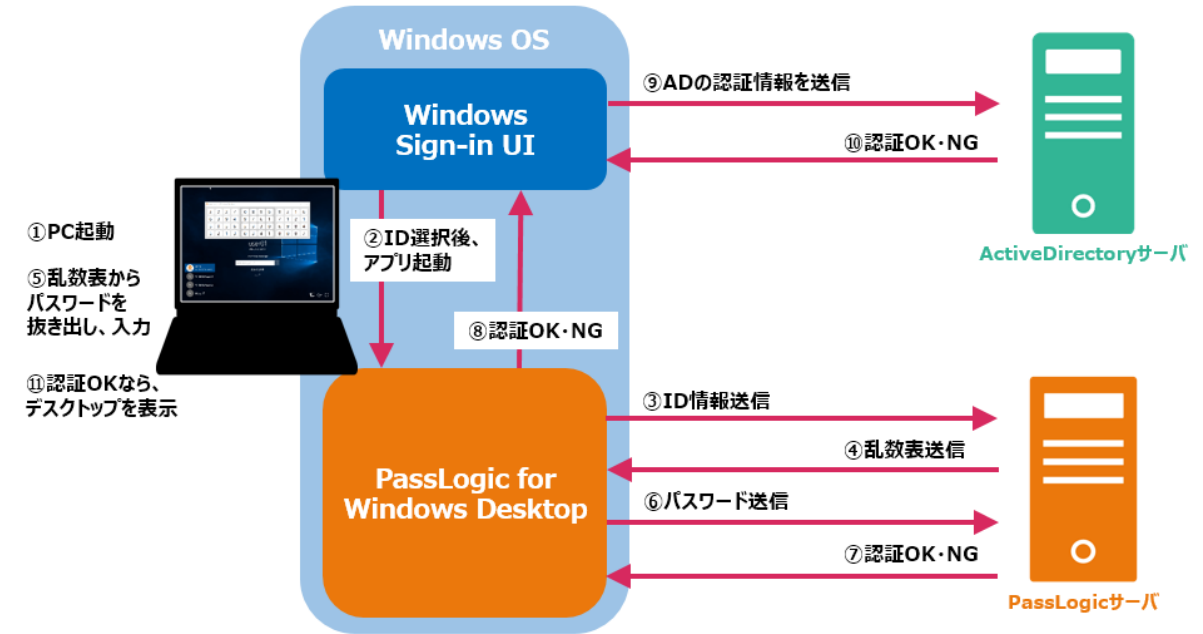 Windows OS
Windows
Sign-in UI
⑨ADの認証情報を送信
⑩認証OK・NG
ActiveDirectoryサーバ
①PC起動
②ID選択後、
アプリ起動
⑤乱数表から
パスワードを
抜き出し、入力
⑧認証OK・NG
⑪認証OKなら、
デスクトップを表示
PassLogic for
Windows Desktop
③ID情報送信
④乱数表送信
⑥パスワード送信
⑦認証OK・NG
PassLogicサーバ